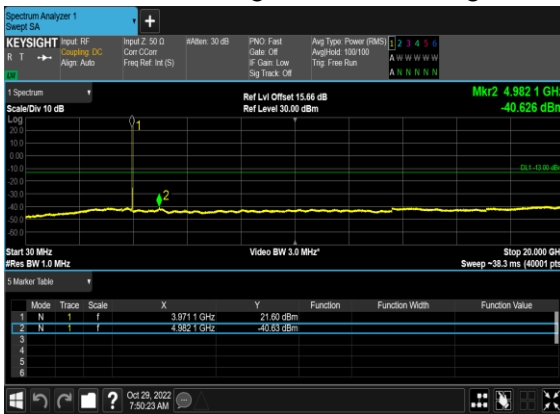 Spectrum Analyzer 1
Swept SA
+
KEYSIGHT Input: RF Input Z: 50 Ω #Atten: 30 dB PNO: Fast Avg Type: Power (RMS) 1 2 3 4 5 6
R T Coupling: DC Corr CCorr Gate: Off Avg|Hold: 100/100 A W W W W W
Align: Auto Freq Ref: Int (S) IF Gain: Low Trig: Free Run
Sig Track: Off A N N N N N
1 Spectrum Ref Lvl Offset 15.66 dB Mkr2 4.982 1 GHz
Scale/Div 10 dB Ref Level 30.00 dBm -40.626 dBm
Log
20.0
10.0
0.00
-10.0
-20.0
-30.0
-40.0
-50.0
-60.0
1
2
DL1 -13.00 dBm
Start 30 MHz Video BW 3.0 MHz* Stop 20.000 GHz
#Res BW 1.0 MHz Sweep ~38.3 ms (40001 pts)
5 Marker Table
Mode Trace Scale X Y Function Function Width Function Value
1 N 1 f 3.971 1 GHz 21.60 dBm
2 N 1 f 4.982 1 GHz -40.63 dBm
3
4
5
6
? Oct 29, 2022
7:50:23 AM